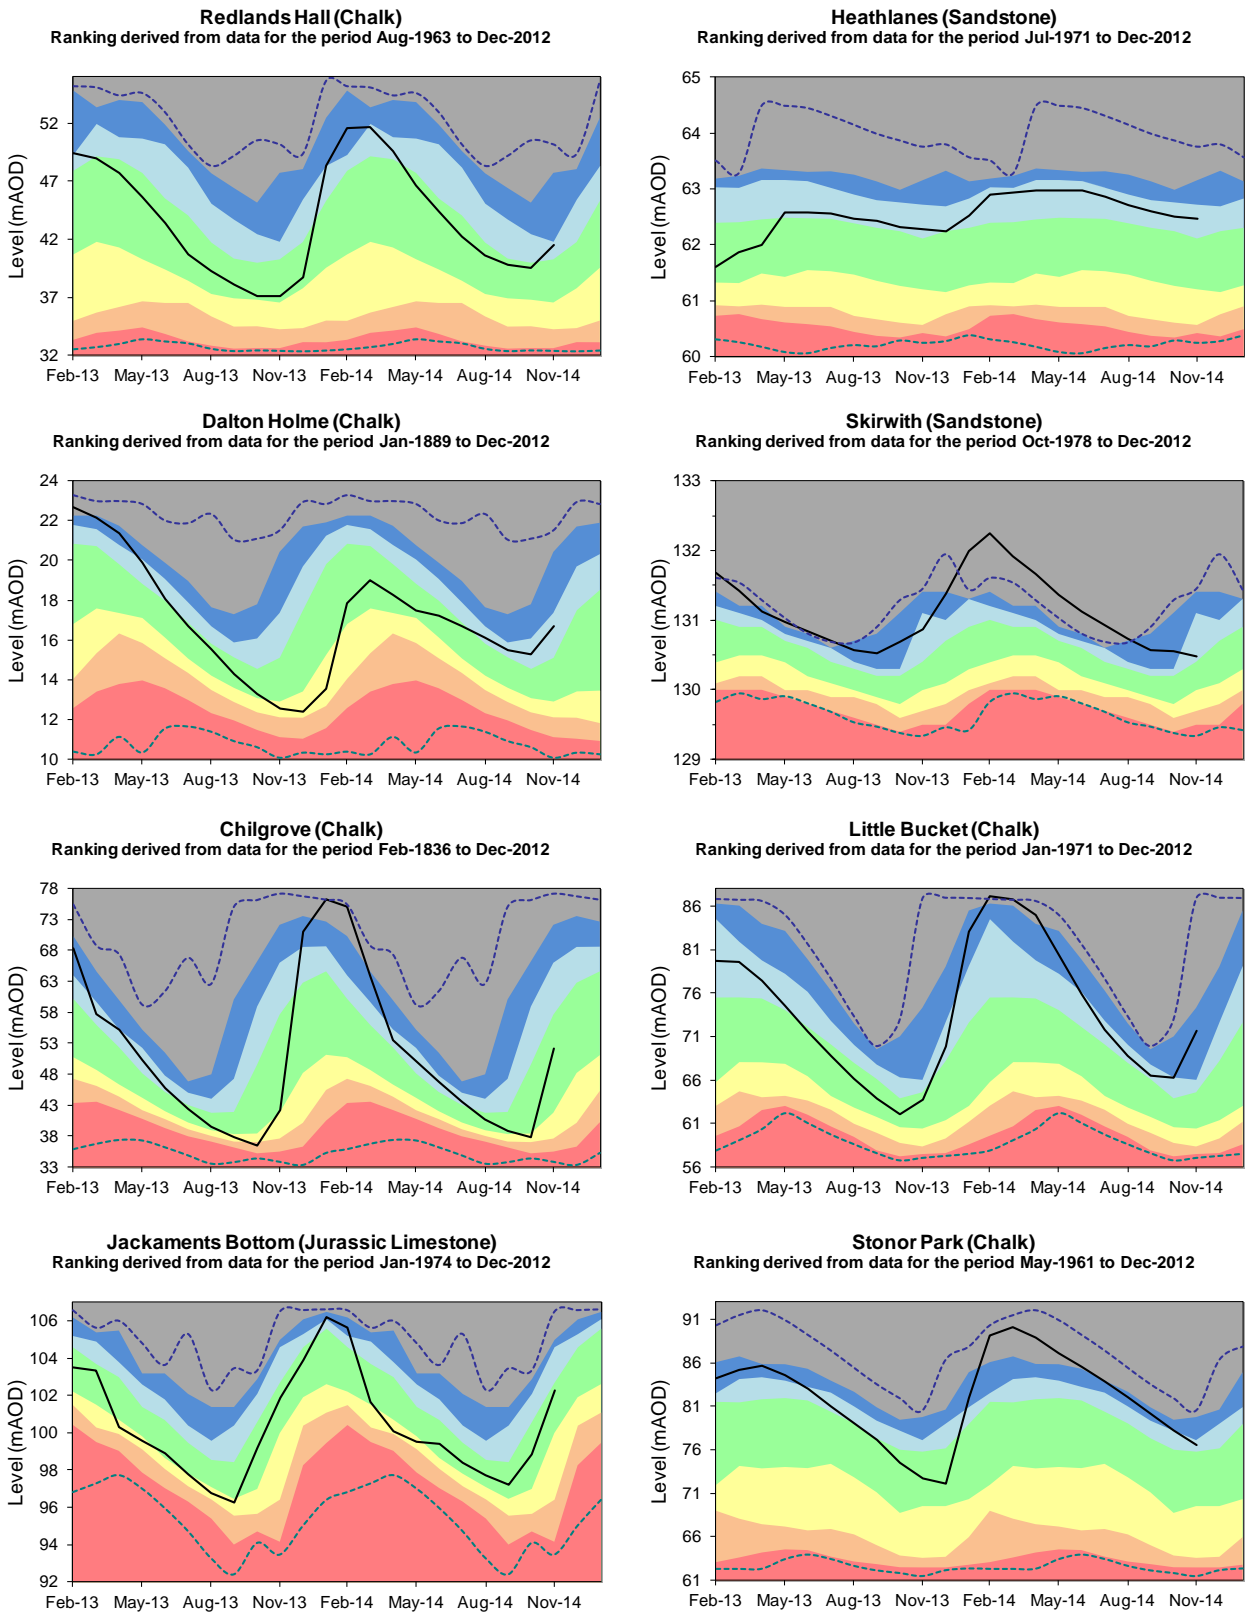 Redlands Hall (Chalk)
Ranking derived from data for the period Aug-1963 to Dec-2012
Level (mAOD)
52
47
42
37
32
Feb-13 May-13 Aug-13 Nov-13 Feb-14 May-14 Aug-14 Nov-14
Heathlanes (Sandstone)
Ranking derived from data for the period Jul-1971 to Dec-2012
Level (mAOD)
65
64
63
62
61
60
Feb-13 May-13 Aug-13 Nov-13 Feb-14 May-14 Aug-14 Nov-14
Dalton Holme (Chalk)
Ranking derived from data for the period Jan-1889 to Dec-2012
Level (mAOD)
24
22
20
18
16
14
12
10
Feb-13 May-13 Aug-13 Nov-13 Feb-14 May-14 Aug-14 Nov-14
Skirwith (Sandstone)
Ranking derived from data for the period Oct-1978 to Dec-2012
Level (mAOD)
133
132
131
130
129
Feb-13 May-13 Aug-13 Nov-13 Feb-14 May-14 Aug-14 Nov-14
Chilgrove (Chalk)
Ranking derived from data for the period Feb-1836 to Dec-2012
Level (mAOD)
78
73
68
63
58
53
48
43
38
33
Feb-13 May-13 Aug-13 Nov-13 Feb-14 May-14 Aug-14 Nov-14
Little Bucket (Chalk)
Ranking derived from data for the period Jan-1971 to Dec-2012
Level (mAOD)
86
81
76
71
66
61
56
Feb-13 May-13 Aug-13 Nov-13 Feb-14 May-14 Aug-14 Nov-14
Jackaments Bottom (Jurassic Limestone)
Ranking derived from data for the period Jan-1974 to Dec-2012
Level (mAOD)
106
104
102
100
98
96
94
92
Feb-13 May-13 Aug-13 Nov-13 Feb-14 May-14 Aug-14 Nov-14
Stonor Park (Chalk)
Ranking derived from data for the period May-1961 to Dec-2012
Level (mAOD)
91
86
81
76
71
66
61
Feb-13 May-13 Aug-13 Nov-13 Feb-14 May-14 Aug-14 Nov-14